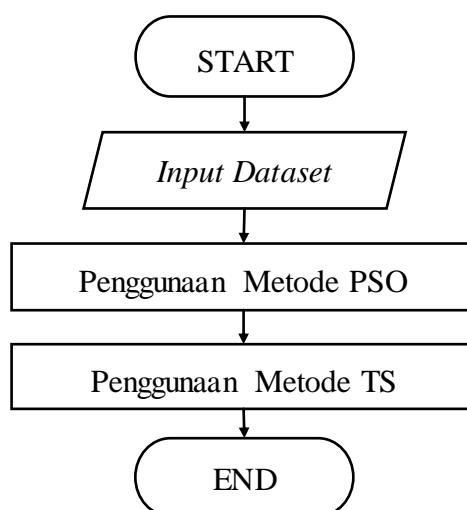 START
Input Dataset
Penggunaan Metode PSO
Penggunaan Metode TS
END